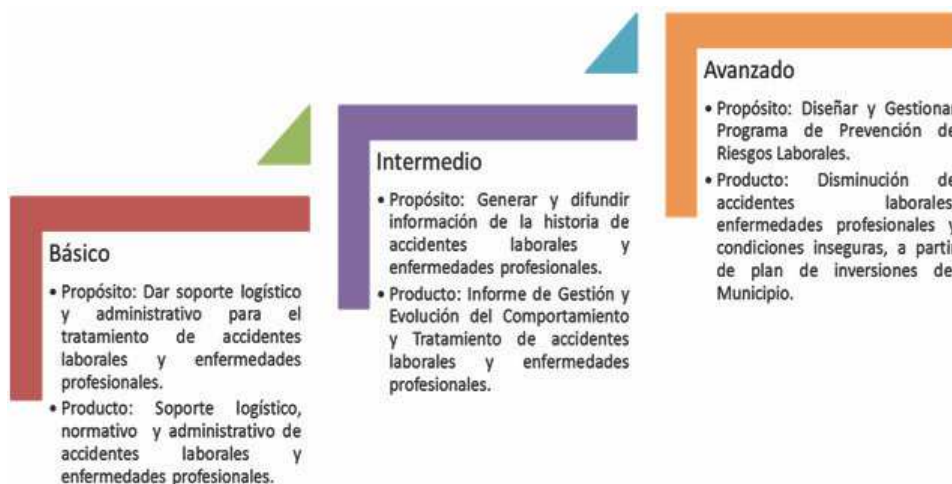 Básico
• Propósito: Dar soporte logístico
y administrativo para el
tratamiento de accidentes
laborales y enfermedades
profesionales.
• Producto: Soporte logístico,
normativo y administrativo de
accidentes laborales y
enfermedades profesionales.
Intermedio
• Propósito: Generar y difundir
información de la historia de
accidentes laborales y
enfermedades profesionales.
• Producto: Informe de Gestión y
Evolución del Comportamiento
y Tratamiento de accidentes
laborales y enfermedades
profesionales.
Avanzado
• Propósito: Diseñar y Gestionar
Programa de Prevención de
Riesgos Laborales.
• Producto: Disminución de
accidentes laborales
enfermedades profesionales y
condiciones inseguras, a partir
de plan de inversiones de
Municipio.